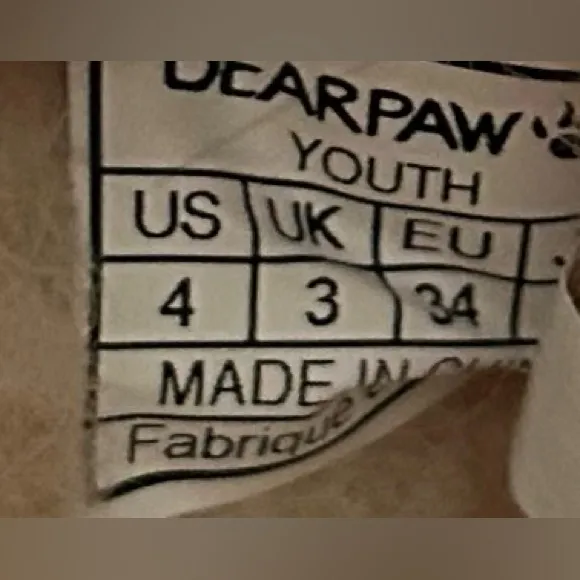 BEARPAW
YOUTH
US UK EU
4 3 34
MADE IN
Fabrique